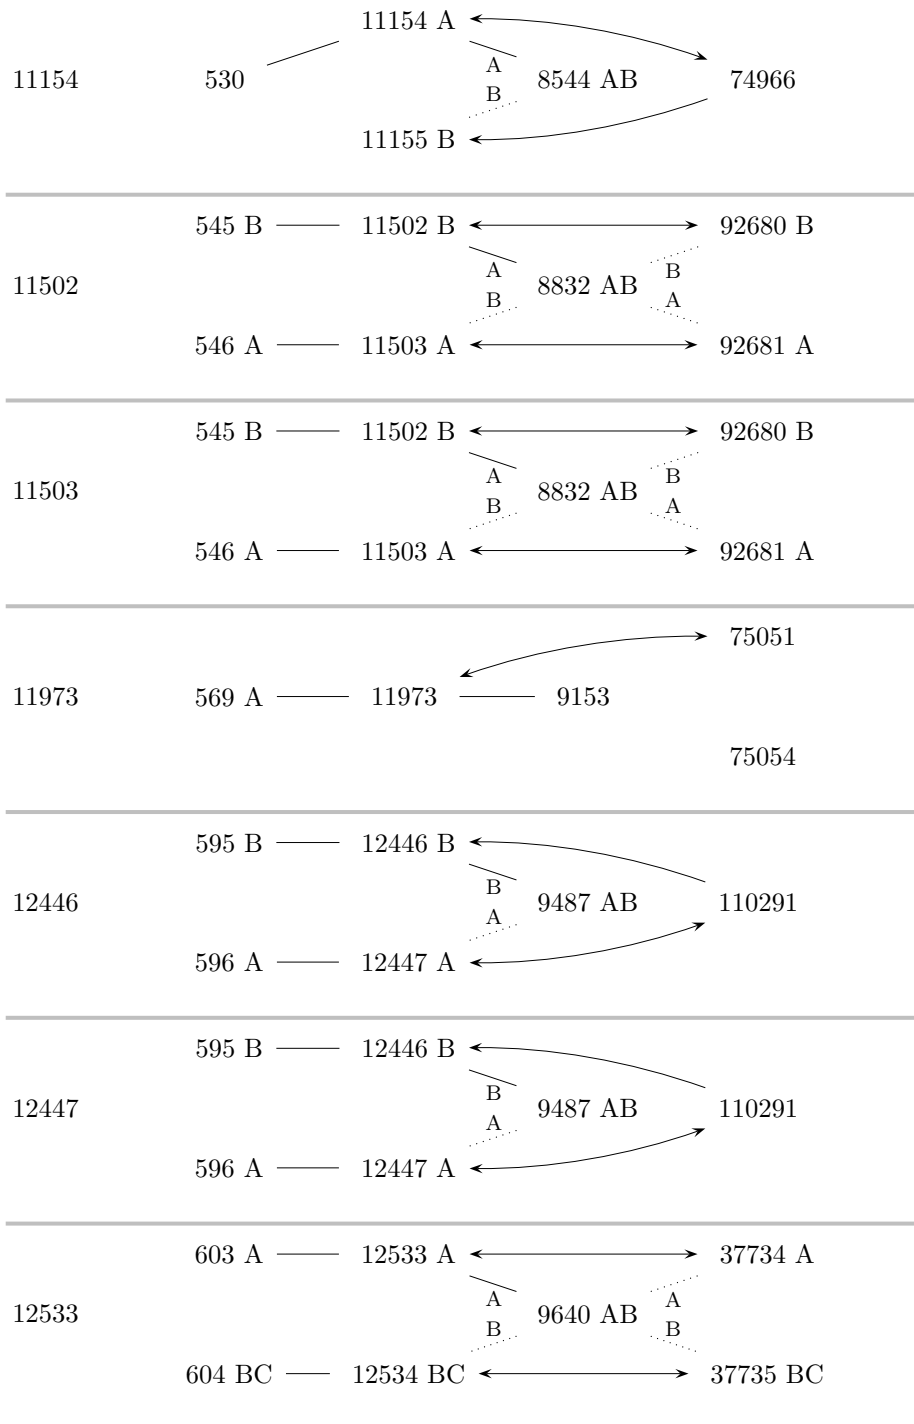 11154 A
A
11154 530 8544 AB 74966
B
11155 B
545 B 11502 B 92680 B
A B
11502 8832 AB
B A
546 A 11503 A 92681 A
545 B 11502 B 92680 B
A B
11503 8832 AB
B A
546 A 11503 A 92681 A
75051
11973 569 A 11973 9153
75054
595 B 12446 B
B
12446 9487 AB 110291
A
596 A 12447 A
595 B 12446 B
B
12447 9487 AB 110291
A
596 A 12447 A
603 A 12533 A 37734 A
A A
12533 9640 AB
B B
604 BC 12534 BC 37735 BC